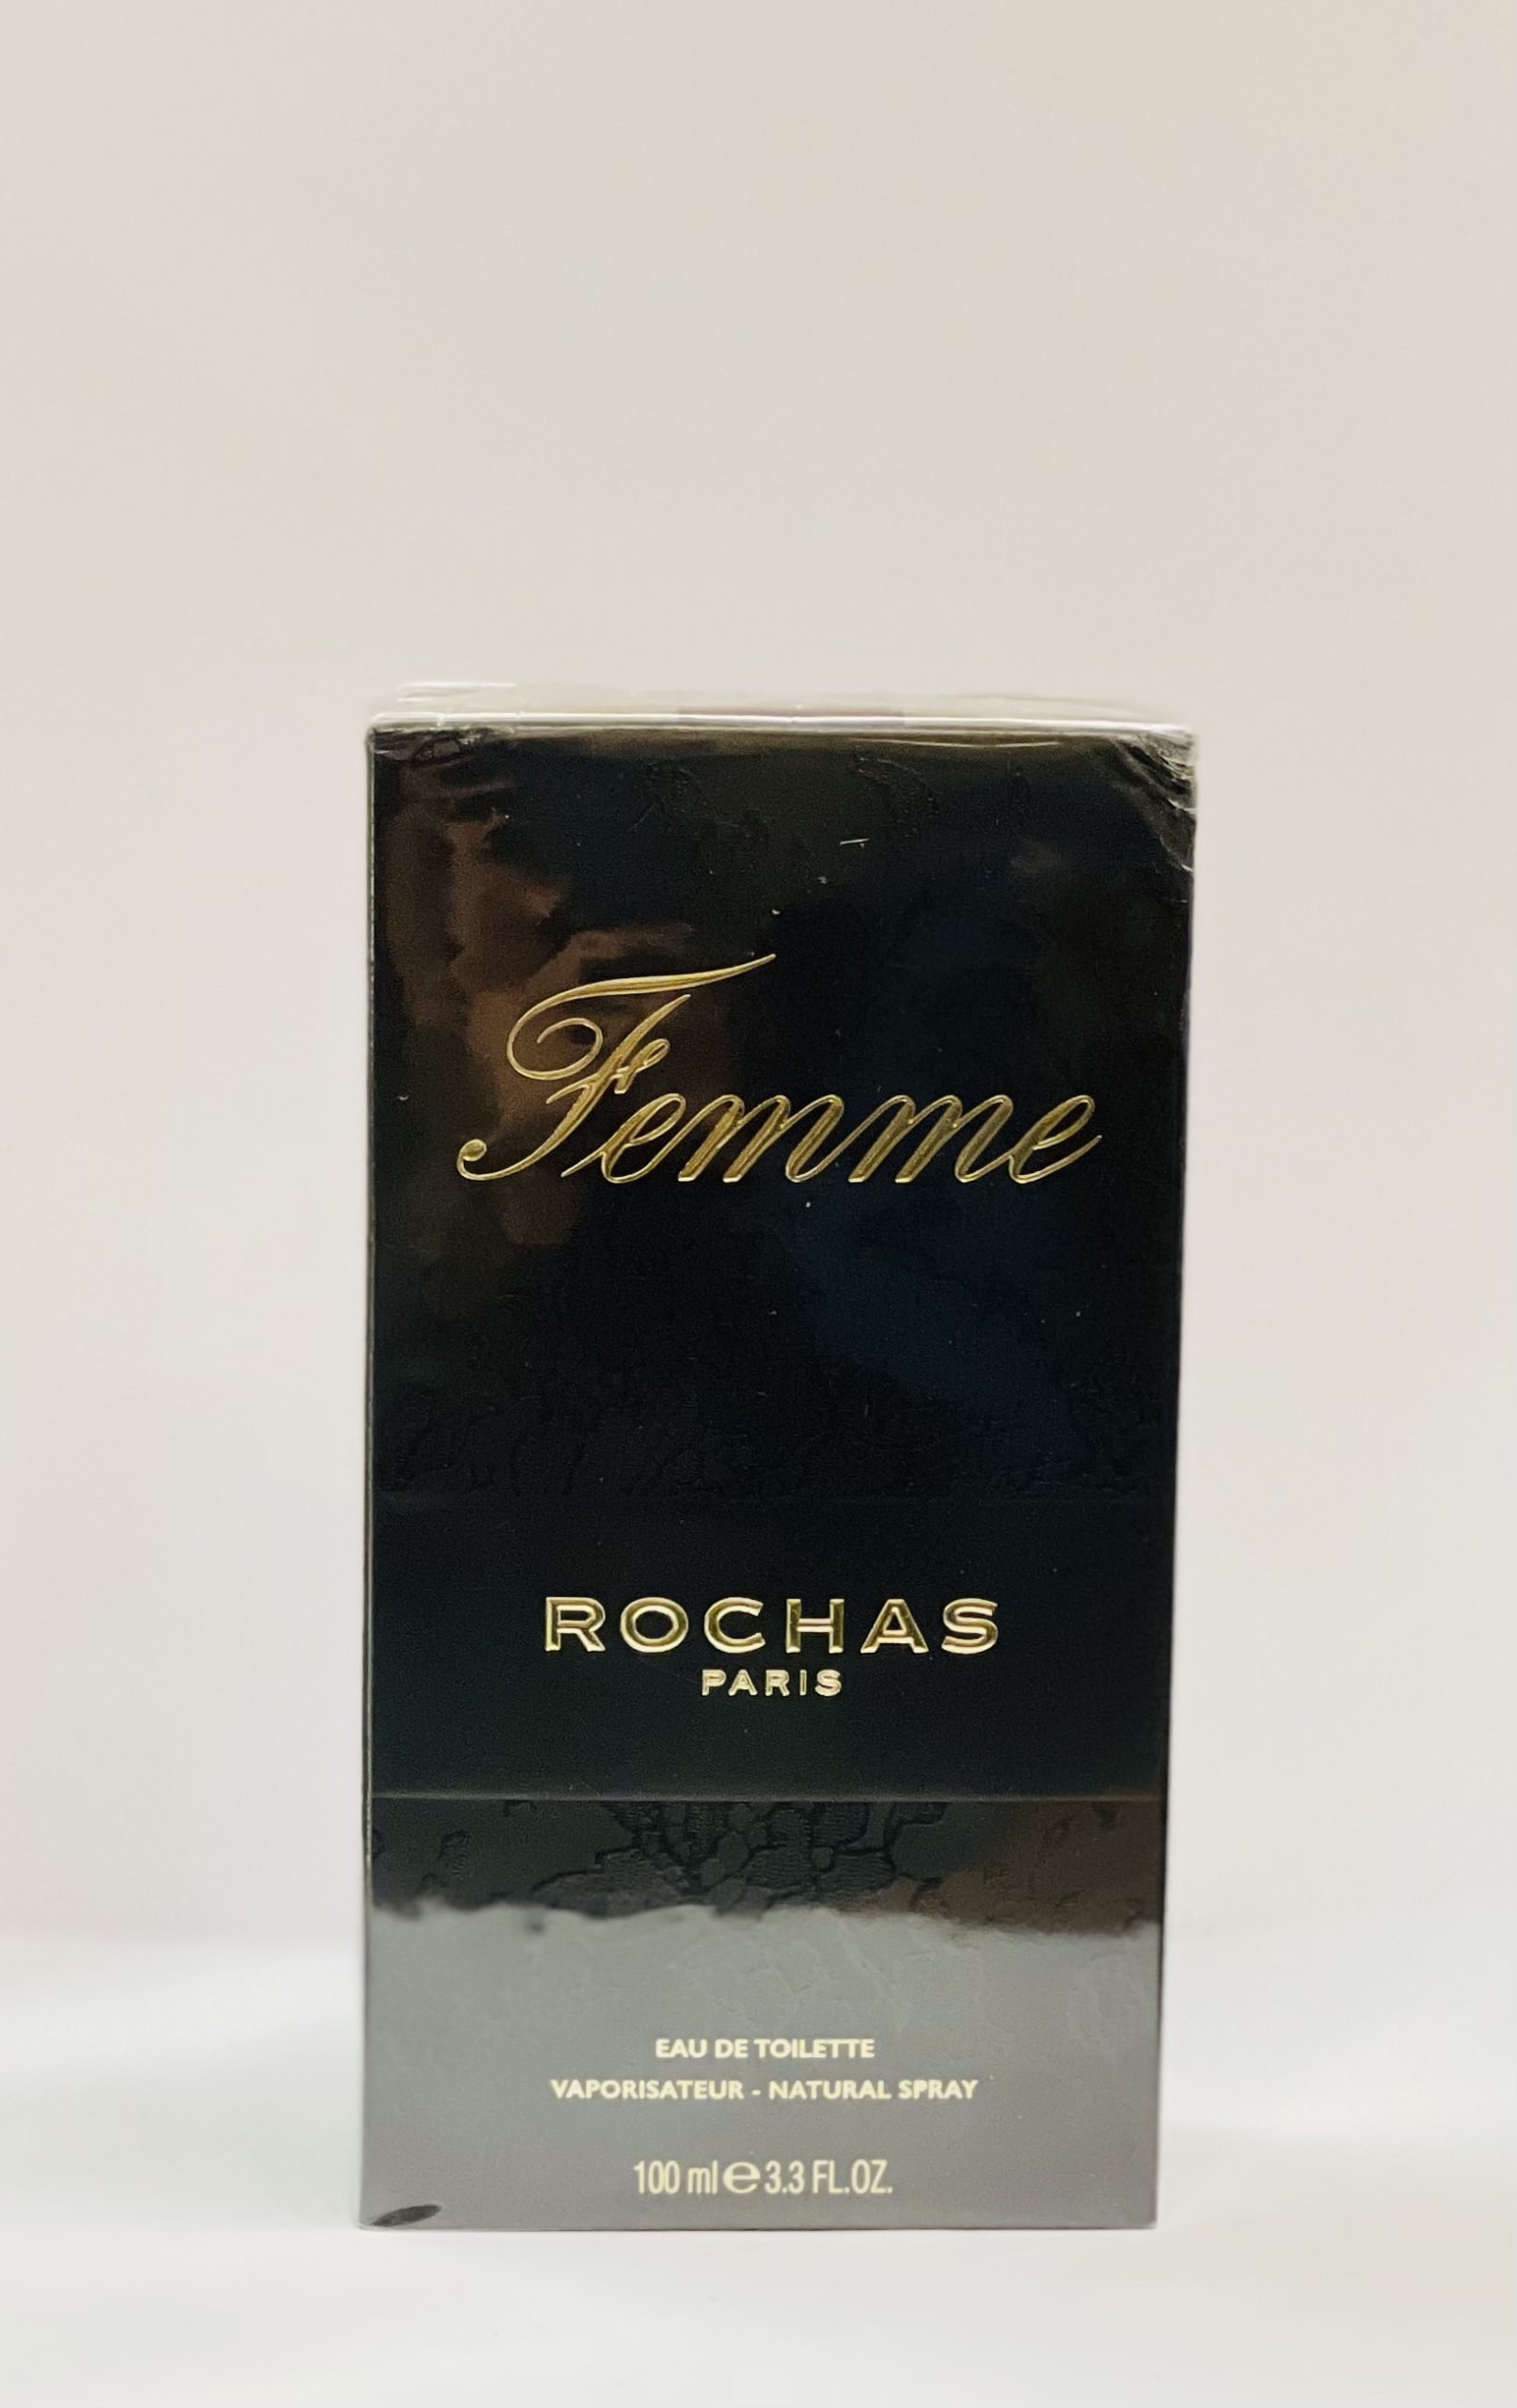 Femme
ROCHAS
PARIS
EAU DE TOILETTE
VAPORISATEUR - NATURAL SPRAY
100 ml ℮ 3.3 FL.OZ.